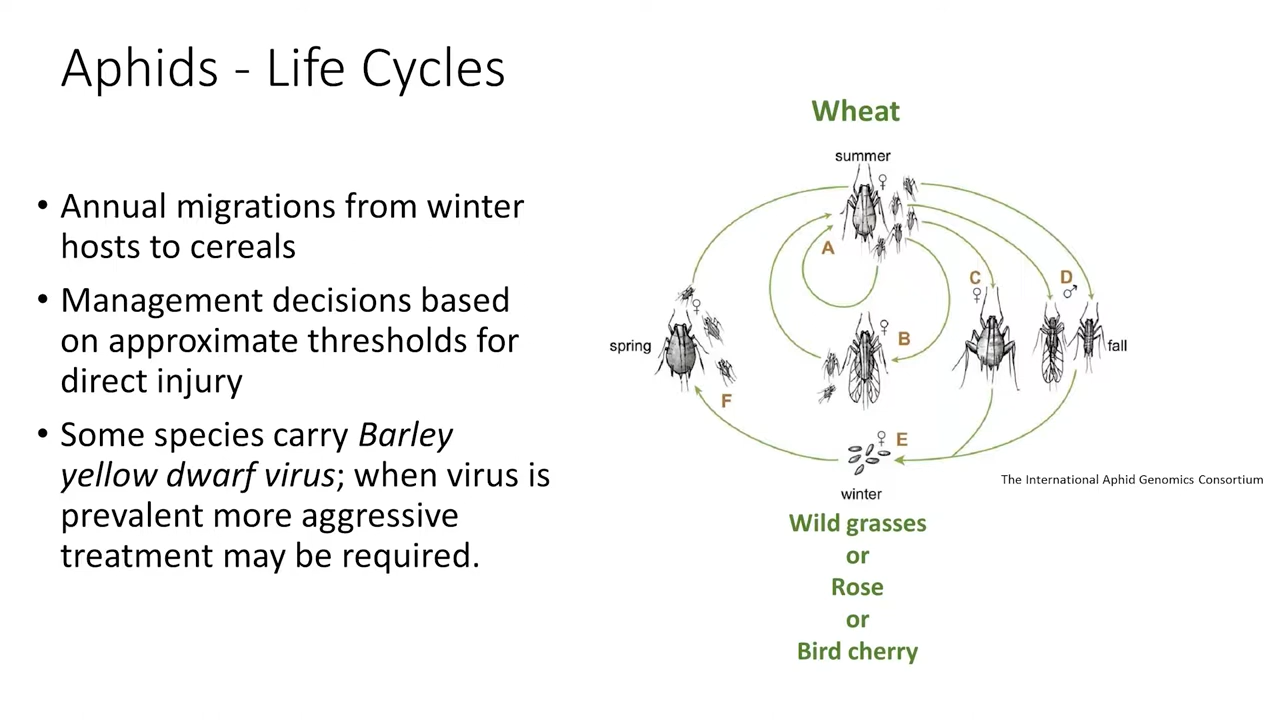 Aphids - Life Cycles
• Annual migrations from winter
hosts to cereals
• Management decisions based
on approximate thresholds for
direct injury
• Some species carry Barley
yellow dwarf virus; when virus is
prevalent more aggressive
treatment may be required.
Wheat
summer
♀
A
C
♀
D
♂
♀
spring
♀
B
fall
F
♀
E
winter
The International Aphid Genomics Consortium
Wild grasses
or
Rose
or
Bird cherry